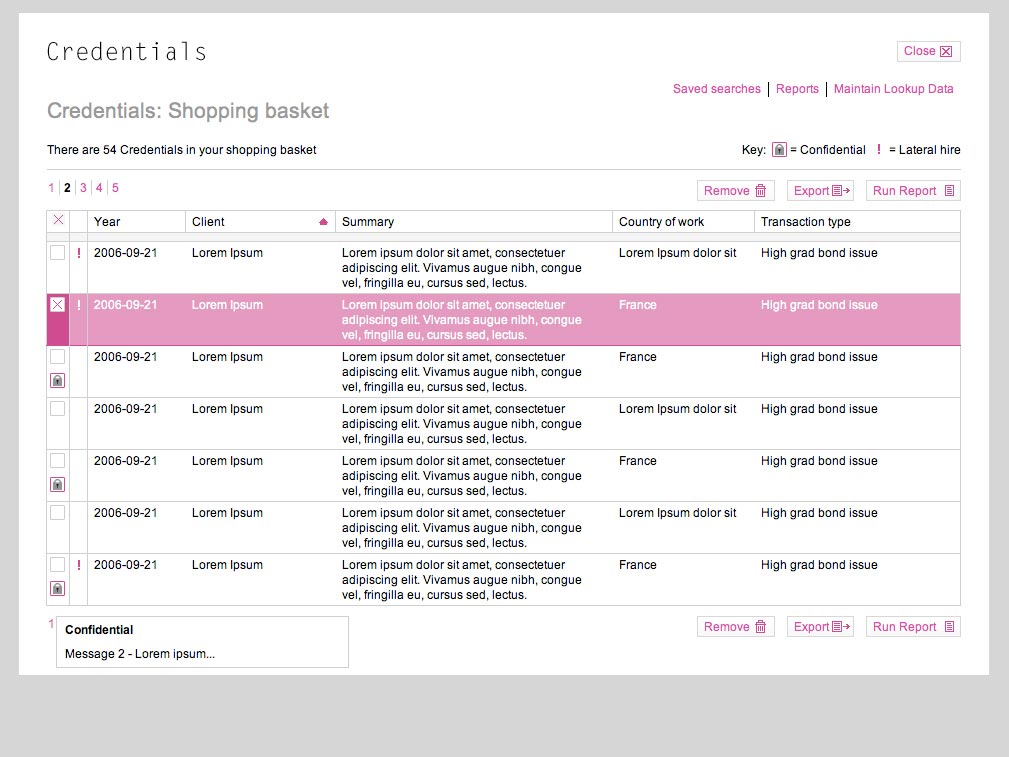 Credentials
Close
Saved searches | Reports | Maintain Lookup Data
Credentials: Shopping basket
There are 54 Credentials in your shopping basket
Key: = Confidential ! = Lateral hire
1 2 3 4 5
Remove Export Run Report
Year Client Summary Country of work Transaction type
! 2006-09-21 Lorem Ipsum Lorem ipsum dolor sit amet, consectetuer Lorem Ipsum dolor sit High grad bond issue
adipiscing elit. Vivamus augue nibh, congue
vel, fringilla eu, cursus sed, lectus.
! 2006-09-21 Lorem Ipsum Lorem ipsum dolor sit amet, consectetuer France High grad bond issue
adipiscing elit. Vivamus augue nibh, congue
vel, fringilla eu, cursus sed, lectus.
2006-09-21 Lorem Ipsum Lorem ipsum dolor sit amet, consectetuer France High grad bond issue
adipiscing elit. Vivamus augue nibh, congue
vel, fringilla eu, cursus sed, lectus.
2006-09-21 Lorem Ipsum Lorem ipsum dolor sit amet, consectetuer Lorem Ipsum dolor sit High grad bond issue
adipiscing elit. Vivamus augue nibh, congue
vel, fringilla eu, cursus sed, lectus.
2006-09-21 Lorem Ipsum Lorem ipsum dolor sit amet, consectetuer France High grad bond issue
adipiscing elit. Vivamus augue nibh, congue
vel, fringilla eu, cursus sed, lectus.
2006-09-21 Lorem Ipsum Lorem ipsum dolor sit amet, consectetuer Lorem Ipsum dolor sit High grad bond issue
adipiscing elit. Vivamus augue nibh, congue
vel, fringilla eu, cursus sed, lectus.
! 2006-09-21 Lorem Ipsum Lorem ipsum dolor sit amet, consectetuer France High grad bond issue
adipiscing elit. Vivamus augue nibh, congue
vel, fringilla eu, cursus sed, lectus.
1
Confidential
Message 2 - Lorem ipsum...
Remove Export Run Report